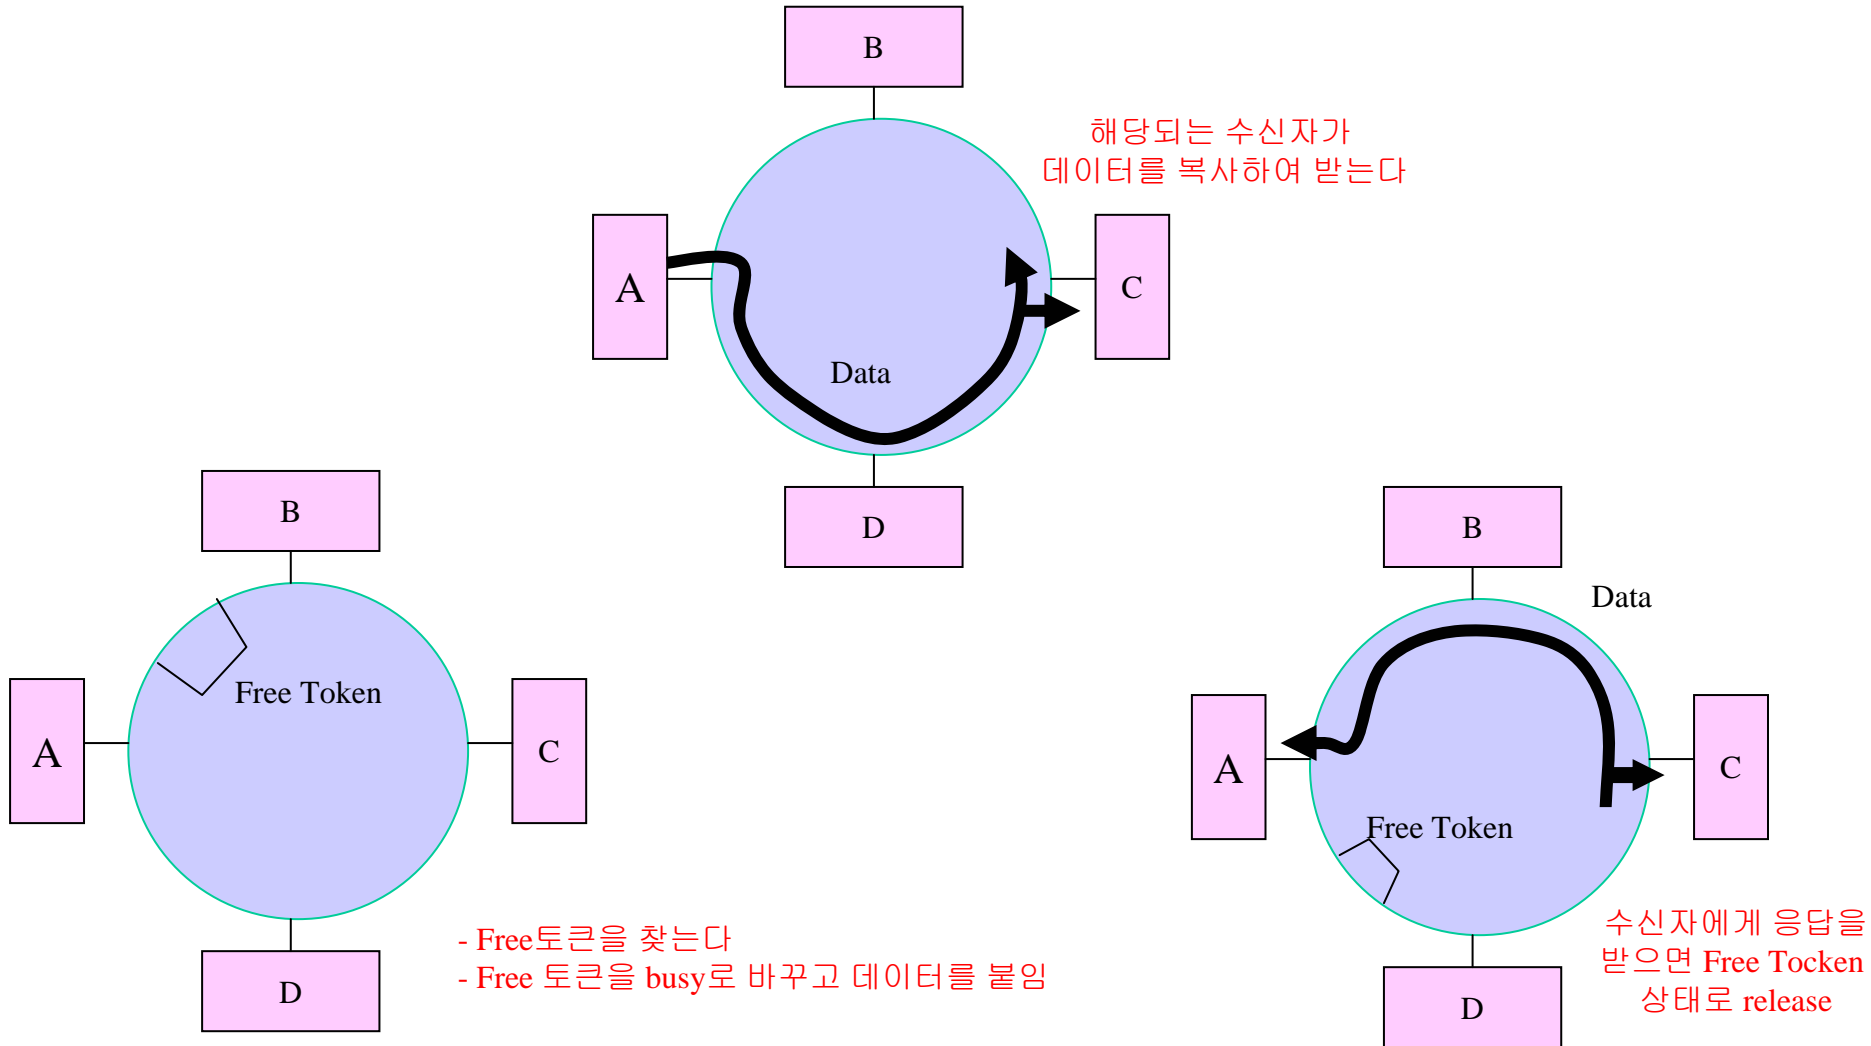 B
해당되는 수신자가
데이터를 복사하여 받는다
A
C
Data
D
B
Free Token
A
C
D
- Free토큰을 찾는다
- Free 토큰을 busy로 바꾸고 데이터를 붙임
B
Data
A
C
Free Token
D
수신자에게 응답을
받으면 Free Tocken
상태로 release